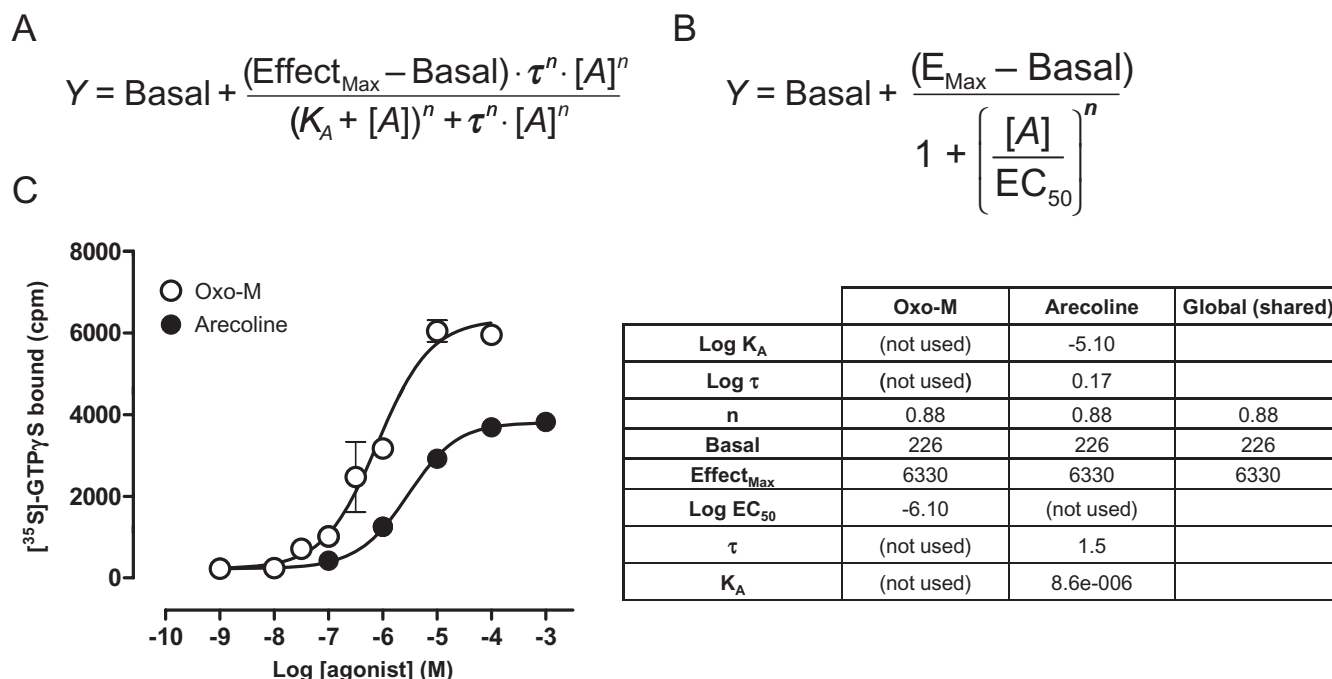 A
Y = Basal + (Effect_Max – Basal) · τ^n · [A]^n / (K_A + [A])^n + τ^n · [A]^n
B
Y = Basal + (E_Max – Basal) / 1 + ([A] / EC_50)^n
C
8000
6000
4000
2000
0
[³⁵S]-GTPγS bound (cpm)
Oxo-M
Arecoline
-10 -9 -8 -7 -6 -5 -4 -3
Log [agonist] (M)
Oxo-M Arecoline Global (shared)
Log K_A (not used) -5.10
Log τ (not used) 0.17
n 0.88 0.88 0.88
Basal 226 226 226
Effect_Max 6330 6330 6330
Log EC_50 -6.10 (not used)
τ (not used) 1.5
K_A (not used) 8.6e-006